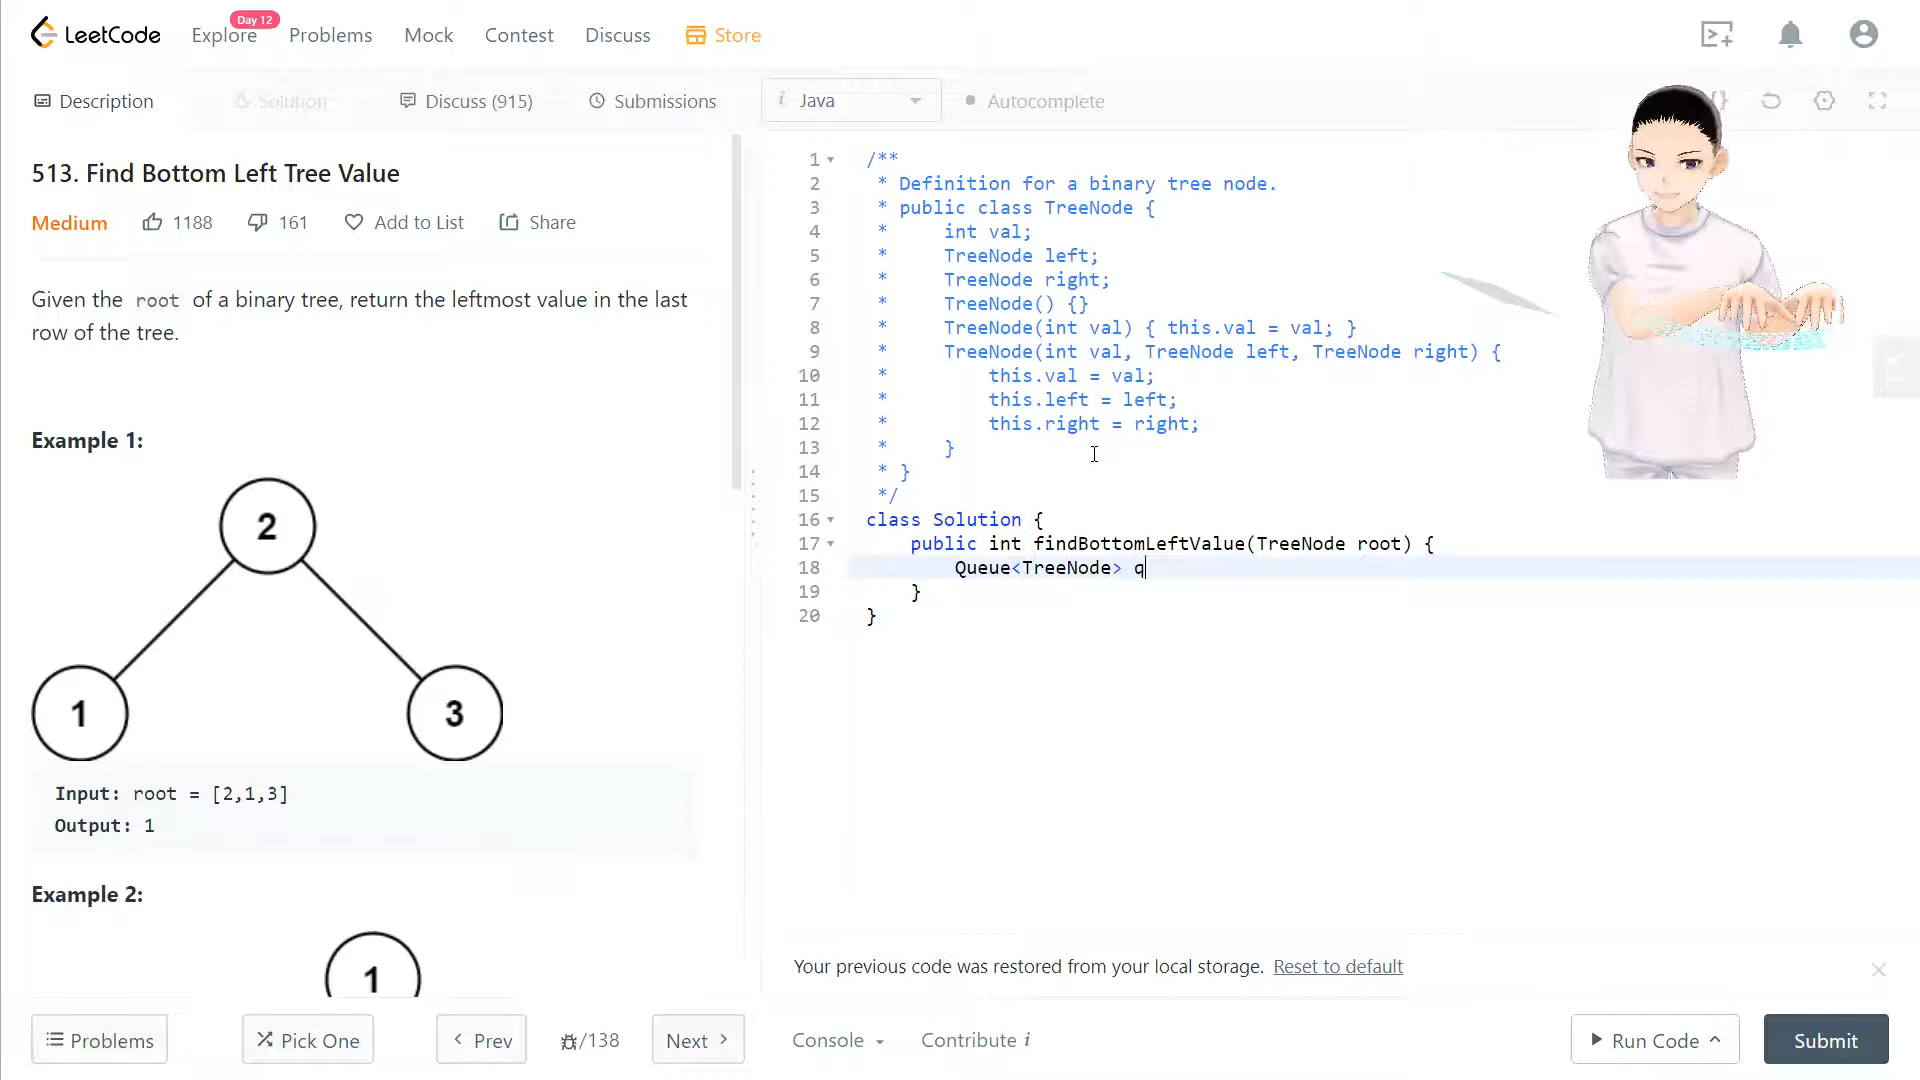 LeetCode
Explore
Day 12
Problems
Mock
Contest
Discuss
Store
Description
Solution
Discuss (915)
Submissions
i Java
Autocomplete
513. Find Bottom Left Tree Value
Medium
1188
161
Add to List
Share
Given the root of a binary tree, return the leftmost value in the last
row of the tree.
Example 1:
2
1
3
Input: root = [2,1,3]
Output: 1
Example 2:
1
1 /**
2 * Definition for a binary tree node.
3 * public class TreeNode {
4 *     int val;
5 *     TreeNode left;
6 *     TreeNode right;
7 *     TreeNode() {}
8 *     TreeNode(int val) { this.val = val; }
9 *     TreeNode(int val, TreeNode left, TreeNode right) {
10 *         this.val = val;
11 *         this.left = left;
12 *         this.right = right;
13 *     }
14 * }
15 */
16 class Solution {
17     public int findBottomLeftValue(TreeNode root) {
18         Queue<TreeNode> q
19     }
20 }
Your previous code was restored from your local storage. Reset to default
Problems
Pick One
Prev
/138
Next
Console
Contribute i
Run Code
Submit